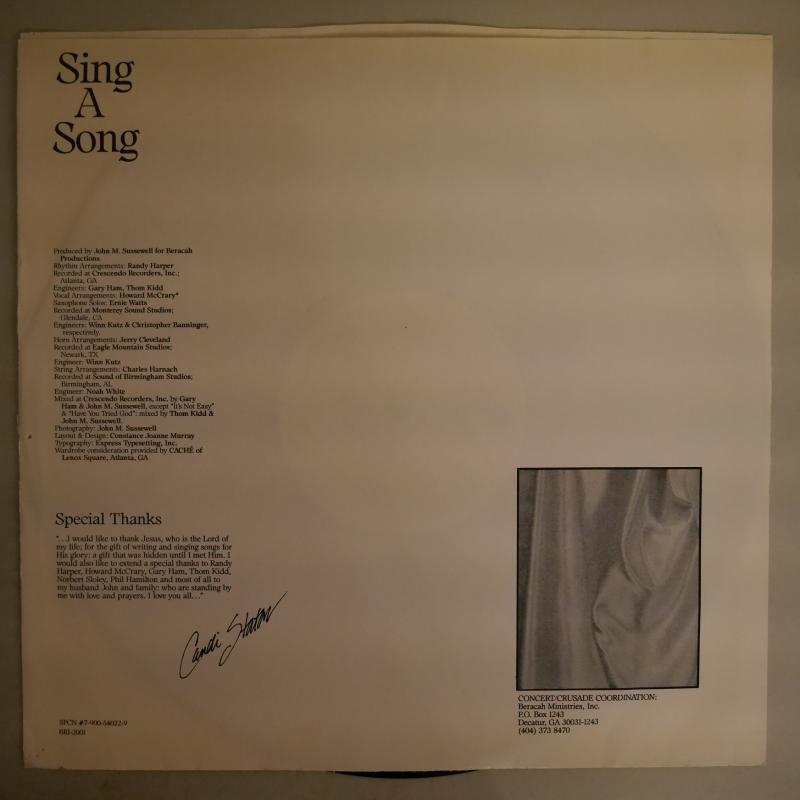 Sing
A
Song
Produced by John M. Sussewell for Beracah
Productions
Rhythm Arrangements: Randy Harper
Recorded at Crescendo Recorders, Inc.;
Atlanta, GA
Engineers: Gary Ham, Thom Kidd
Vocal Arrangements: Howard McCrary*
Saxophone Solos: Ernie Watts
Recorded at Monterey Sound Studios;
Glendale, CA
Engineers: Winn Kutz & Christopher Banninger,
respectively.
Horn Arrangements: Jerry Cleveland
Recorded at Eagle Mountain Studios;
Newark, TX
Engineer: Winn Kutz
String Arrangements: Charles Harnach
Recorded at Sound of Birmingham Studios;
Birmingham, AL
Engineer: Noah White
Mixed at Crescendo Recorders, Inc. by Gary
Ham & John M. Sussewell, except "It's Not Easy"
& "Have You Tried God": mixed by Thom Kidd &
John M. Sussewell.
Photography: John M. Sussewell
Layout & Design: Constance Joanne Murray
Typography: Express Typesetting, Inc.
Wardrobe consideration provided by CACHÉ of
Lenox Square, Atlanta, GA
Special Thanks
"...I would like to thank Jesus, who is the Lord of
my life; for the gift of writing and singing songs for
His glory: a gift that was hidden until I met Him. I
would also like to extend a special thanks to Randy
Harper, Howard McCrary, Gary Ham, Thom Kidd,
Norbert Sloley, Phil Hamilton and most of all to
my husband John and family: who are standing by
me with love and prayers. I love you all..."
Candi Staton
SPCN #7-900-34022-9
BRI-2001
CONCERT/CRUSADE COORDINATION:
Beracah Ministries, Inc.
P.O. Box 1243
Decatur, GA 30031-1243
(404) 373 8470